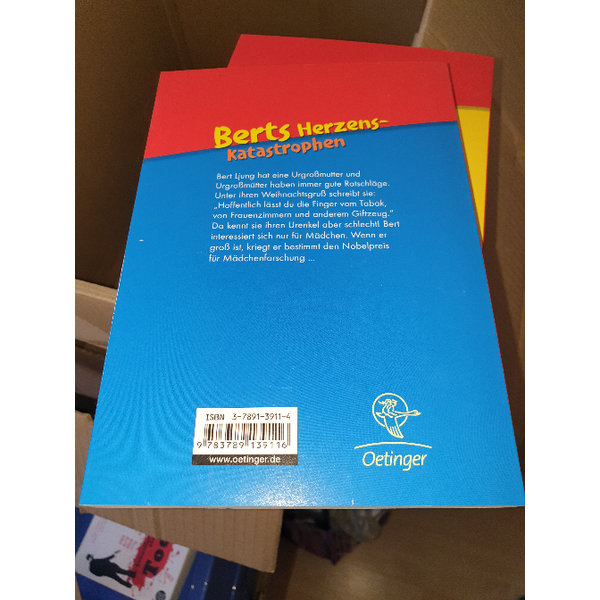 Berts Herzens-
Katastrophen
Bert Ljung hat eine Urgroßmutter und
Urgroßmütter haben immer gute Ratschläge.
Unter ihren Weihnachtsgruß schreibt sie:
„Hoffentlich lässt du die Finger vom Tabak,
von Frauenzimmern und anderem Giftzeug."
Da kennt sie ihren Urenkel aber schlecht! Bert
interessiert sich nur für Mädchen. Wenn er
groß ist, kriegt er bestimmt den Nobelpreis
für Mädchenforschung ...
ISBN 3-7891-3911-4
9 783789 139116
www.oetinger.de
Oetinger